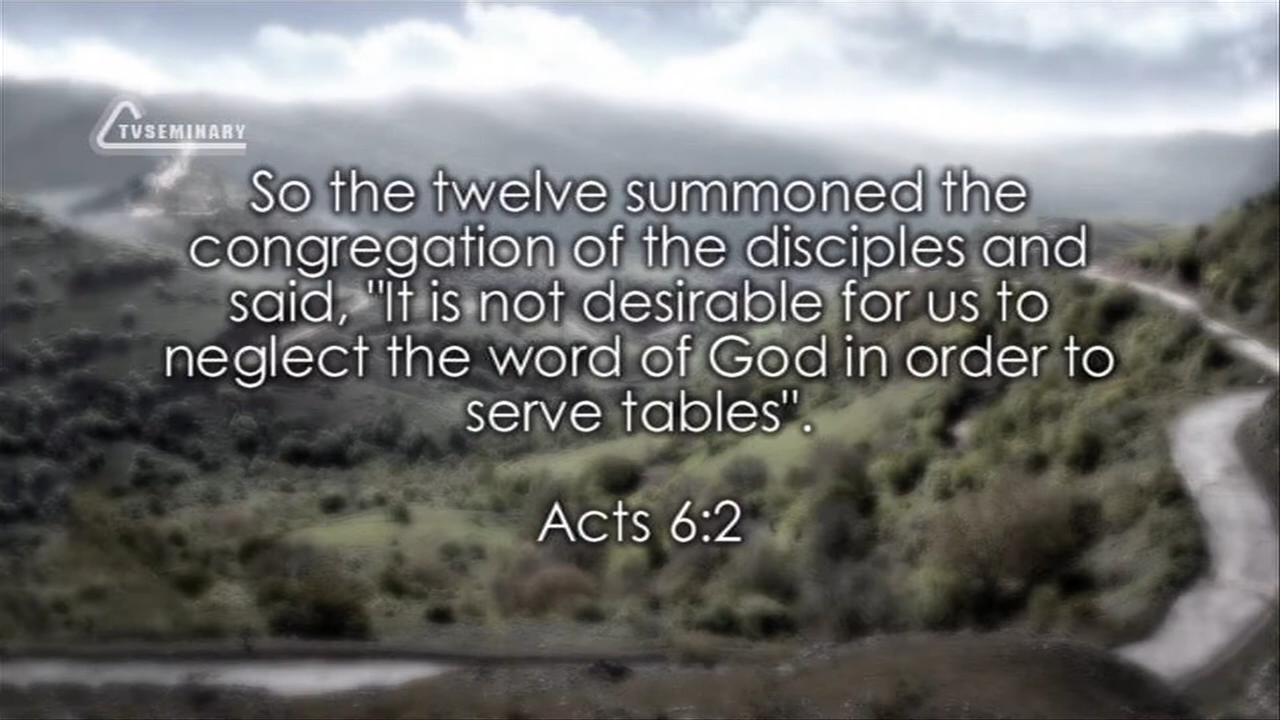 TVSEMINARY
So the twelve summoned the
congregation of the disciples and
said, "It is not desirable for us to
neglect the word of God in order to
serve tables".
Acts 6:2